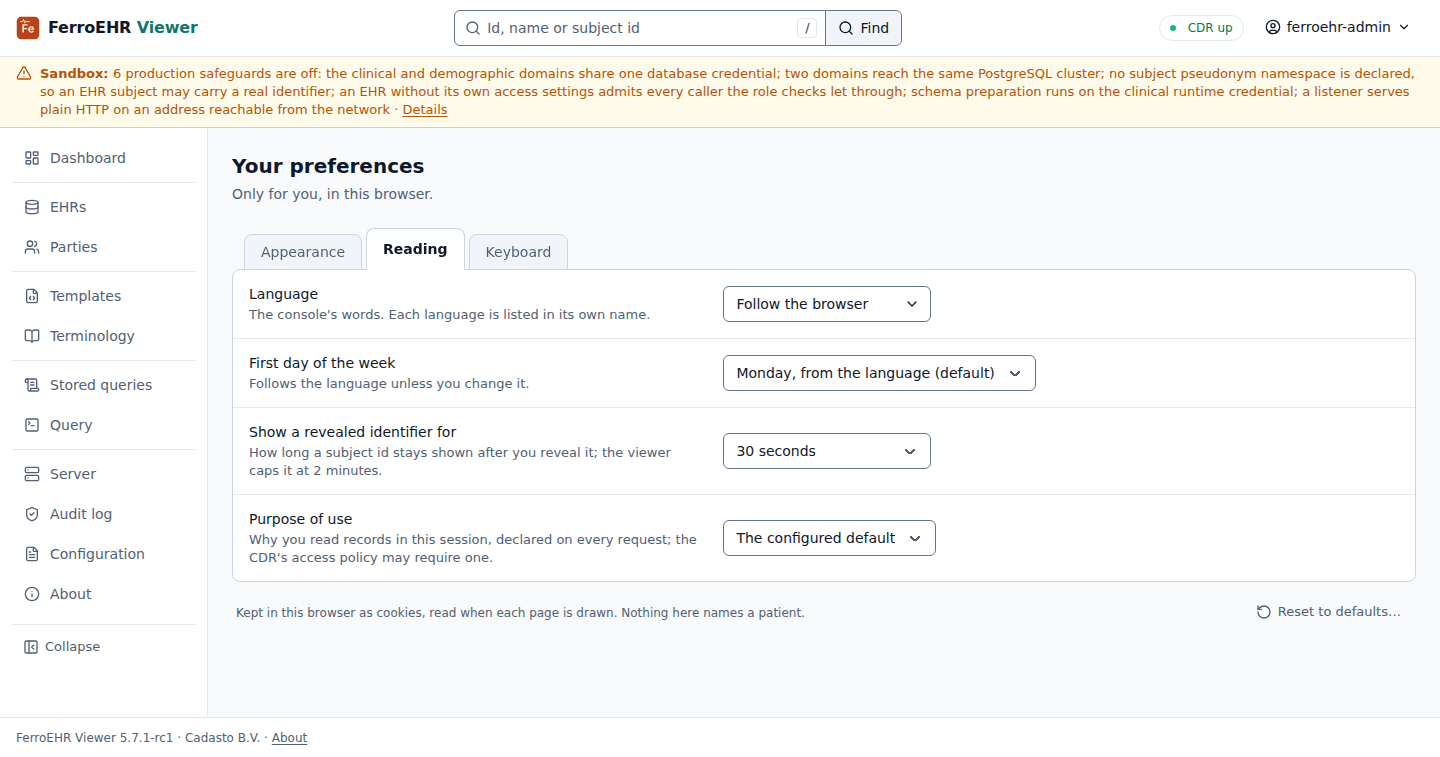 Fe FerroEHR Viewer
Id, name or subject id / Find
CDR up
ferroehr-admin
Sandbox: 6 production safeguards are off: the clinical and demographic domains share one database credential; two domains reach the same PostgreSQL cluster; no subject pseudonym namespace is declared,
so an EHR subject may carry a real identifier; an EHR without its own access settings admits every caller the role checks let through; schema preparation runs on the clinical runtime credential; a listener serves
plain HTTP on an address reachable from the network · Details
Dashboard
EHRs
Parties
Templates
Terminology
Stored queries
Query
Server
Audit log
Configuration
About
Collapse
Your preferences
Only for you, in this browser.
Appearance
Reading
Keyboard
Language
The console's words. Each language is listed in its own name.
Follow the browser
First day of the week
Follows the language unless you change it.
Monday, from the language (default)
Show a revealed identifier for
How long a subject id stays shown after you reveal it; the viewer
caps it at 2 minutes.
30 seconds
Purpose of use
Why you read records in this session, declared on every request; the
CDR's access policy may require one.
The configured default
Kept in this browser as cookies, read when each page is drawn. Nothing here names a patient.
Reset to defaults...
FerroEHR Viewer 5.7.1-rc1 · Cadasto B.V. · About